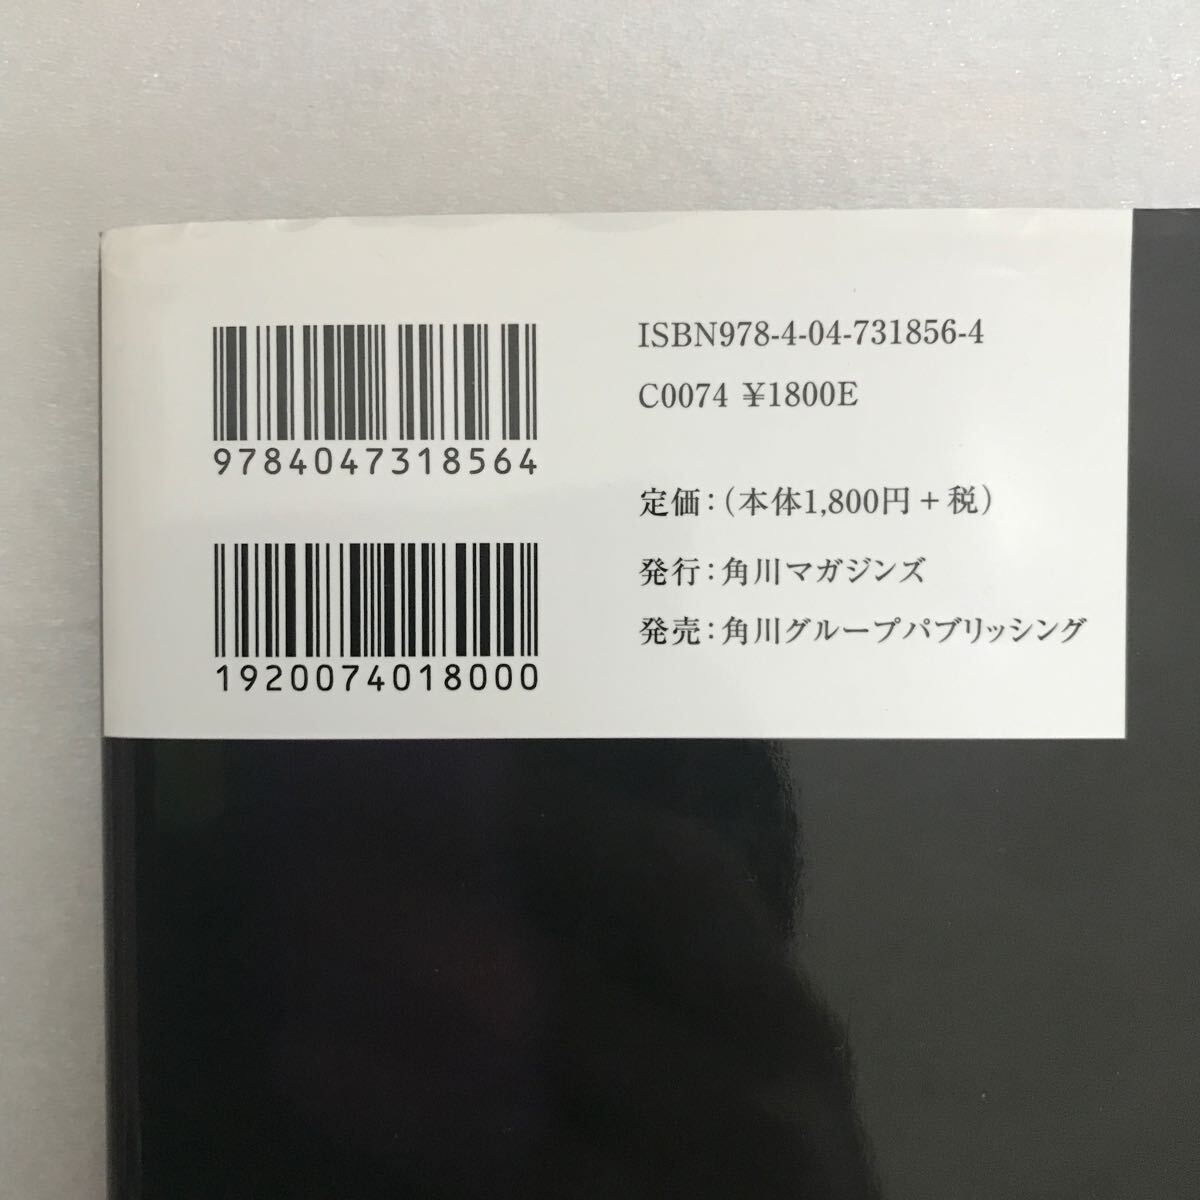 9784047318564
1920074018000
ISBN978-4-04-731856-4
C0074 ¥1800E
定価：（本体1,800円＋税）
発行：角川マガジンズ
発売：角川グループパブリッシング